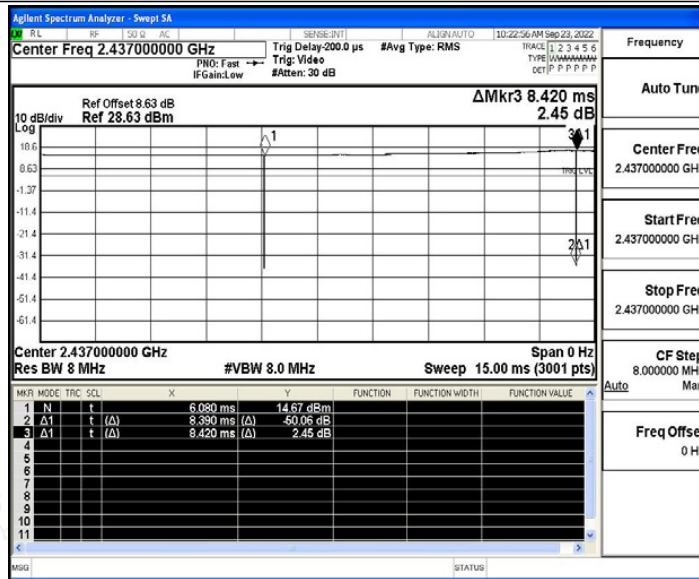 Agilent Spectrum Analyzer - Swept SA
RL RF 50 Ω AC SENSE:INT ALIGN AUTO 10:22:56 AM Sep 23, 2022
Center Freq 2.437000000 GHz
PNO: Fast
IFGain:Low
Trig Delay-200.0 µs
Trig: Video
#Atten: 30 dB
#Avg Type: RMS
TRACE 1 2 3 4 5 6
TYPE
DET P P P P P P
ΔMkr3 8.420 ms
2.45 dB
Ref Offset 8.63 dB
10 dB/div Ref 28.63 dBm
Log
18.6
8.63
-1.37
-11.4
-21.4
-31.4
-41.4
-51.4
-61.4
1
3Δ1
TRIG LVL
2Δ1
Center 2.437000000 GHz Span 0 Hz
Res BW 8 MHz #VBW 8.0 MHz Sweep 15.00 ms (3001 pts)
MKR MODE TRC SCL X Y FUNCTION FUNCTION WIDTH FUNCTION VALUE
1 N t 6.080 ms 14.67 dBm
2 Δ1 t (Δ) 8.390 ms (Δ) -50.06 dB
3 Δ1 t (Δ) 8.420 ms (Δ) 2.45 dB
4
5
6
7
8
9
10
11
MSG STATUS
Frequency
Auto Tun
Center Fre
2.437000000 GH
Start Fre
2.437000000 GH
Stop Fre
2.437000000 GH
CF Step
8.000000 MH
Auto Ma
Freq Offse
0 H